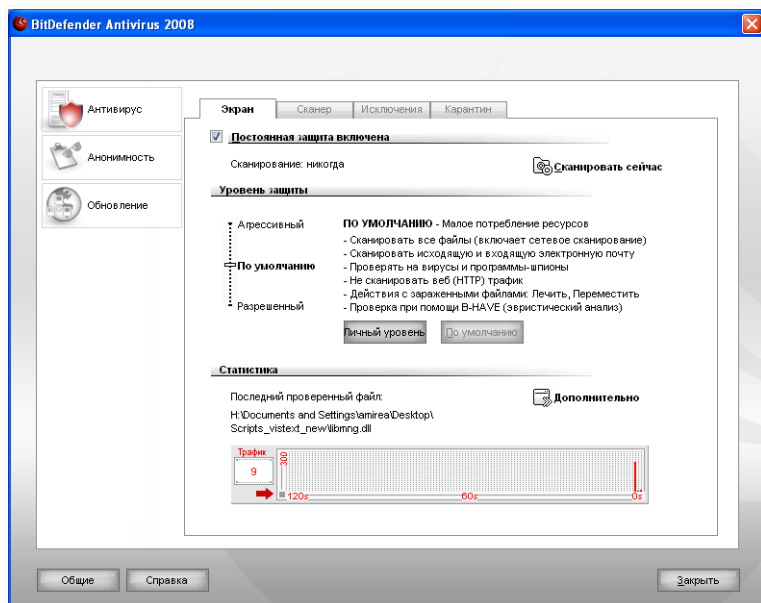 BitDefender Antivirus 2008
Антивирус
Анонимность
Обновление
Экран
Сканер
Исключения
Карантин
Постоянная защита включена
Сканирование: никогда
Сканировать сейчас
Уровень защиты
Агрессивный
По умолчанию
Разрешенный
ПО УМОЛЧАНИЮ - Малое потребление ресурсов
- Сканировать все файлы (включает сетевое сканирование)
- Сканировать исходящую и входящую электронную почту
- Проверять на вирусы и программы-шпионы
- Не сканировать веб (HTTP) трафик
- Действия с зараженными файлами: Лечить, Переместить
- Проверка при помощи B-HAVE (эвристический анализ)
Личный уровень
По умолчанию
Статистика
Последний проверенный файл:
Дополнительно
H:\Documents and Settings\amirea\Desktop\
Scripts_vistext_new\libmng.dll
Трафик
9
300
120s
60s
0s
Общие
Справка
Закрыть